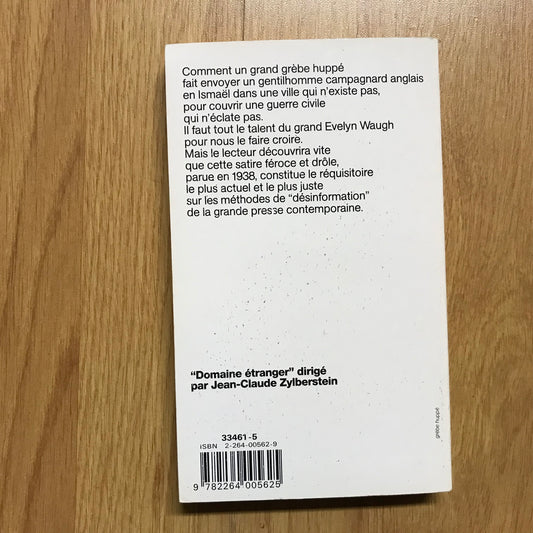 Comment un grand grèbe huppé
fait envoyer un gentilhomme campagnard anglais
en Ismaël dans une ville qui n'existe pas,
pour couvrir une guerre civile
qui n'éclate pas.
Il faut tout le talent du grand Evelyn Waugh
pour nous le faire croire.
Mais le lecteur découvrira vite
que cette satire féroce et drôle,
parue en 1938, constitue le réquisitoire
le plus actuel et le plus juste
sur les méthodes de "désinformation"
de la grande presse contemporaine.
"Domaine étranger" dirigé
par Jean-Claude Zylberstein
grèbe huppé
33461-5
ISBN 2-264-00562-9
9 782264 005625